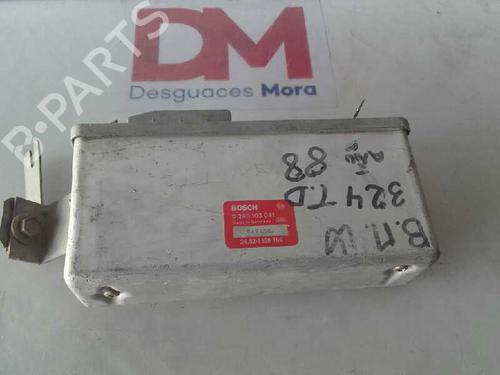 DM
Desguaces Mora
B-PARTS
BOSCH
0 265 103 041
Made in Germany
B.M.W
324 T.D
AÑO
88